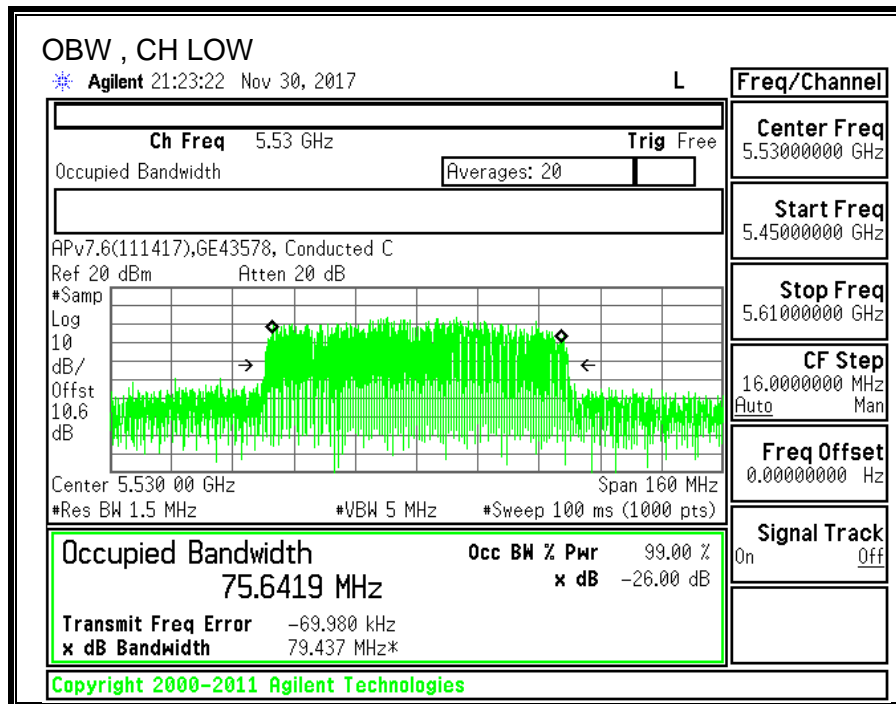 OBW , CH LOW
Agilent 21:23:22 Nov 30, 2017 L Freq/Channel
Ch Freq 5.53 GHz Trig Free
Occupied Bandwidth Averages: 20
APv7.6(111417),GE43578, Conducted C
Ref 20 dBm Atten 20 dB
#Samp
Log
10
dB/
Offst
10.6
dB
Center 5.530 00 GHz Span 160 MHz
#Res BW 1.5 MHz #VBW 5 MHz #Sweep 100 ms (1000 pts)
Occupied Bandwidth Occ BW % Pwr 99.00 %
75.6419 MHz x dB -26.00 dB
Transmit Freq Error -69.980 kHz
x dB Bandwidth 79.437 MHz*
Copyright 2000-2011 Agilent Technologies
Center Freq
5.53000000 GHz
Start Freq
5.45000000 GHz
Stop Freq
5.61000000 GHz
CF Step
16.0000000 MHz
Auto Man
Freq Offset
0.00000000 Hz
Signal Track
On Off